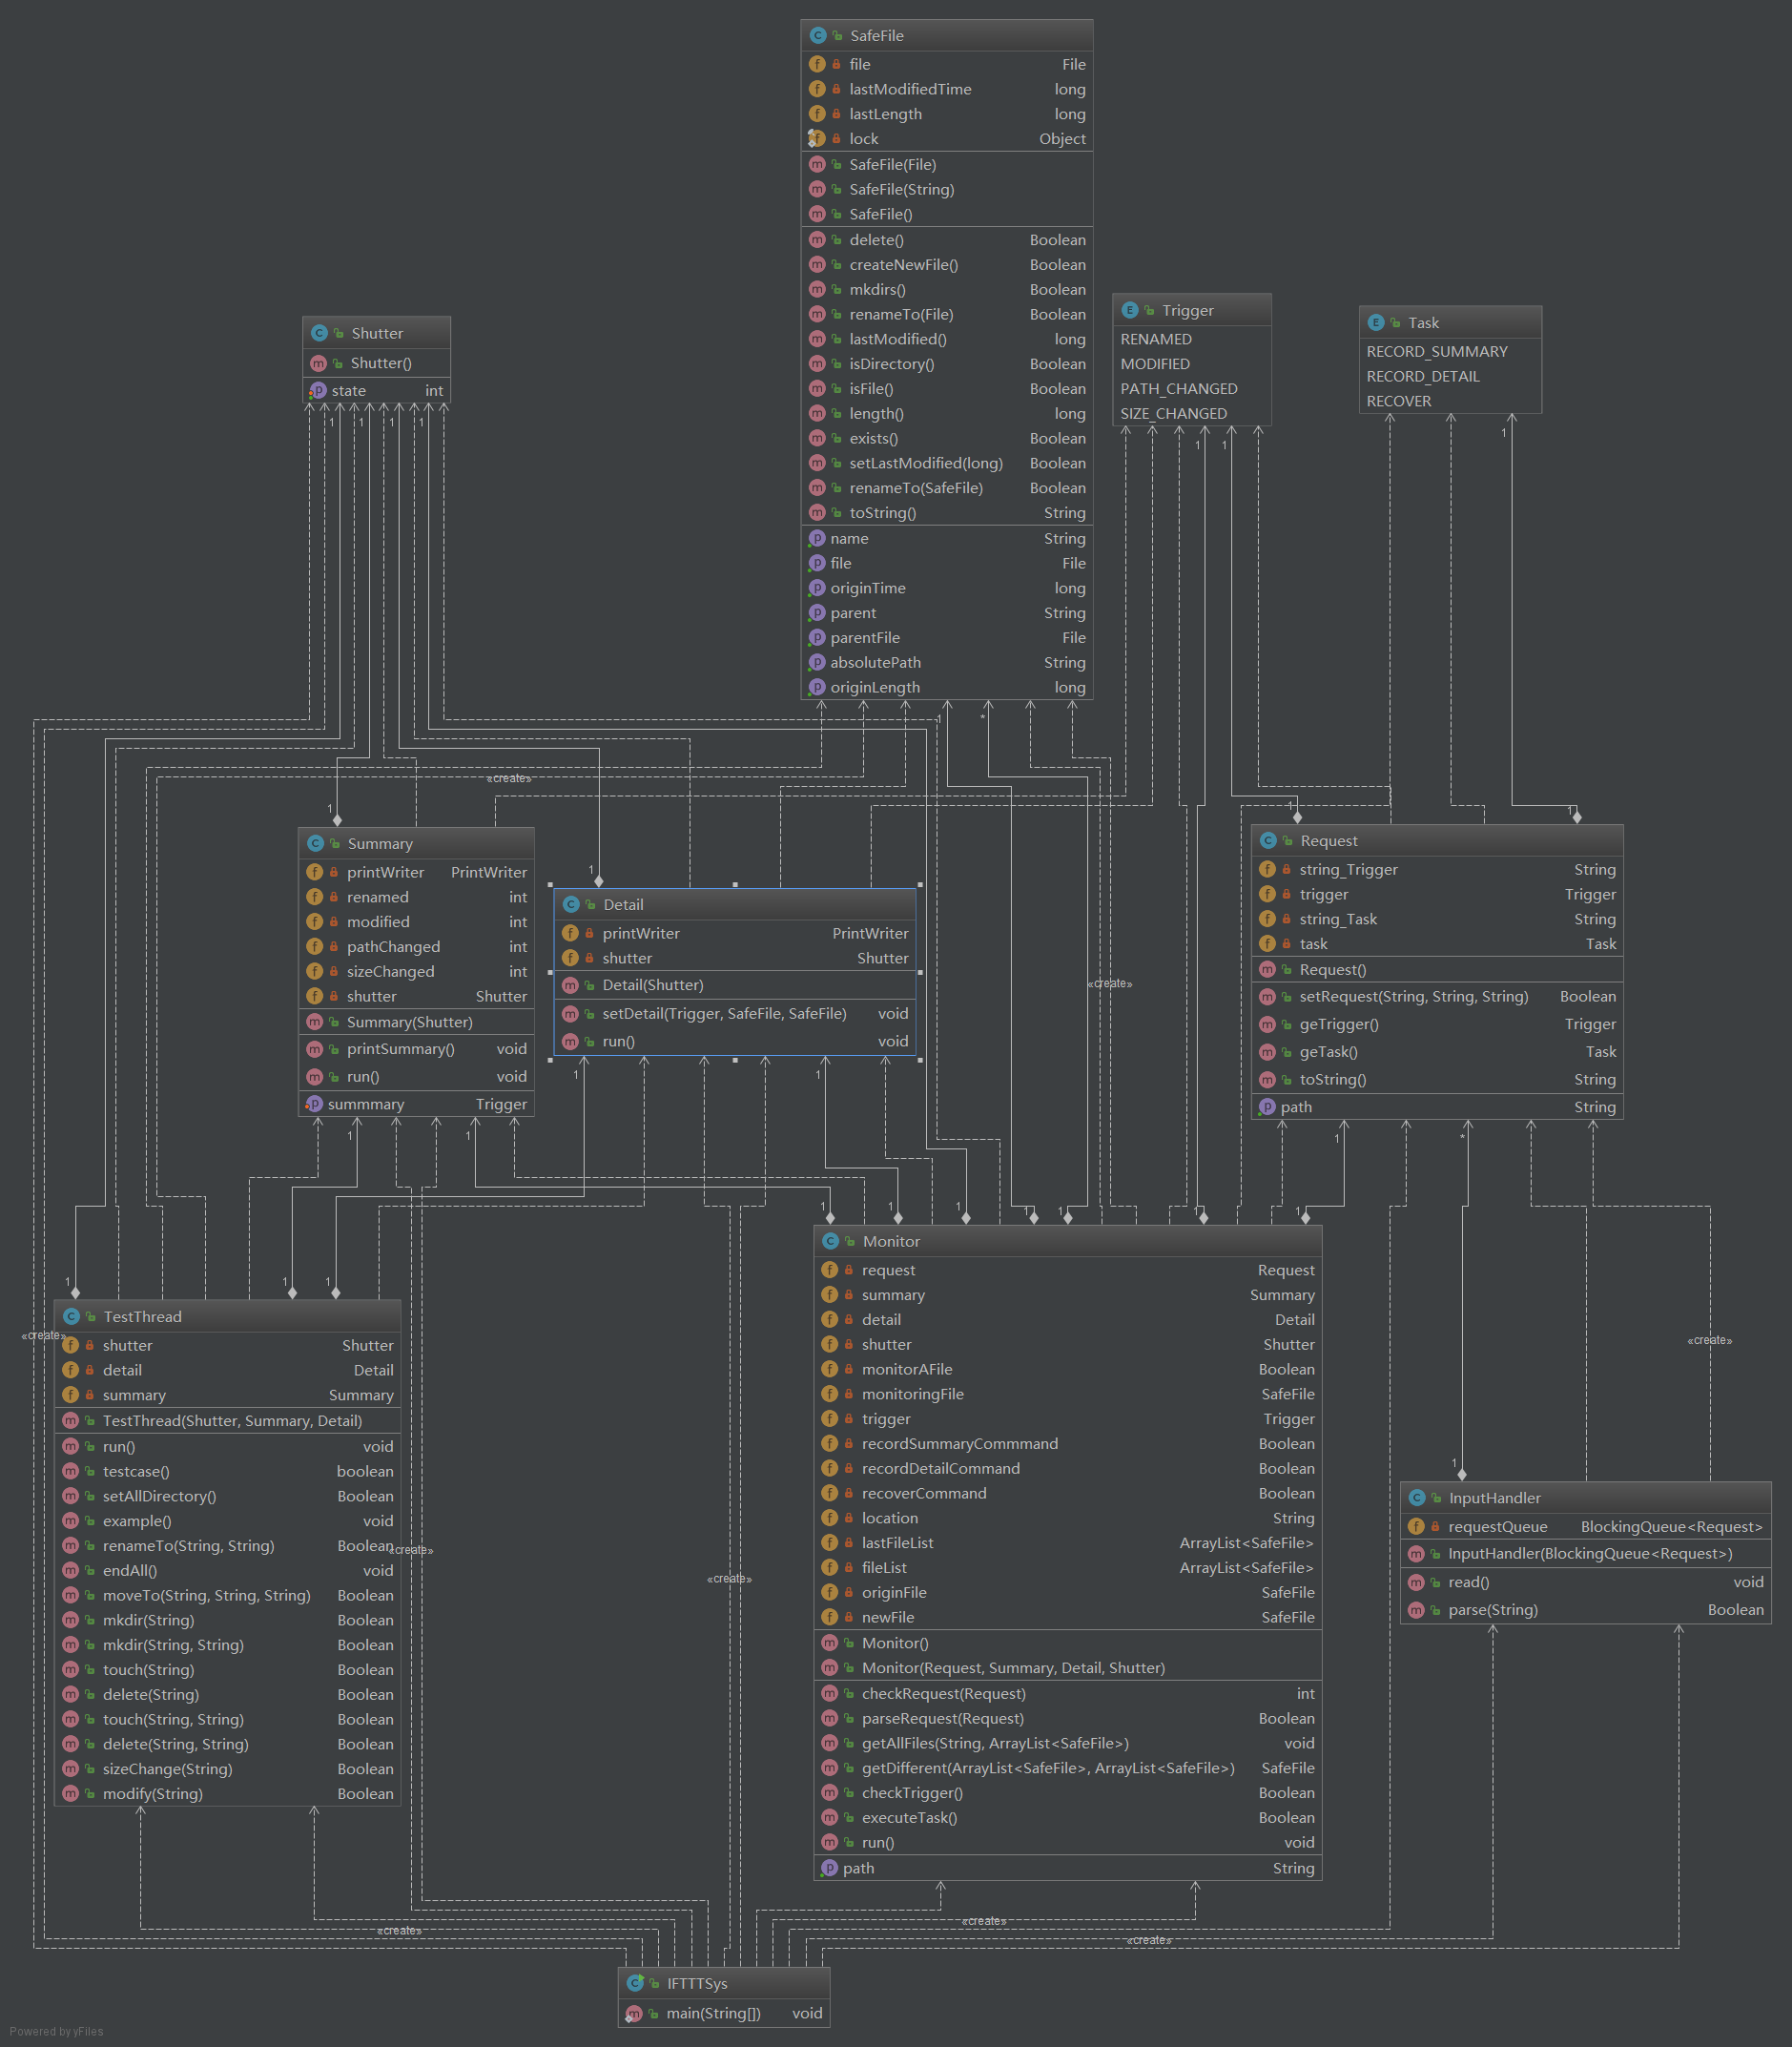 SafeFile
file File
lastModifiedTime long
lastLength long
lock Object
SafeFile(File)
SafeFile(String)
SafeFile()
delete() Boolean
createNewFile() Boolean
mkdirs() Boolean
renameTo(File) Boolean
lastModified() long
isDirectory() Boolean
isFile() Boolean
length() long
exists() Boolean
setLastModified(long) Boolean
renameTo(SafeFile) Boolean
toString() String
name String
file File
originTime long
parent String
parentFile File
absolutePath String
originLength long
Trigger
RENAMED
MODIFIED
PATH_CHANGED
SIZE_CHANGED
Task
RECORD_SUMMARY
RECORD_DETAIL
RECOVER
Shutter
Shutter()
state int
«create»
Summary
printWriter PrintWriter
renamed int
modified int
pathChanged int
sizeChanged int
shutter Shutter
Summary(Shutter)
printSummary() void
run() void
summmary Trigger
Detail
printWriter PrintWriter
shutter Shutter
Detail(Shutter)
setDetail(Trigger, SafeFile, SafeFile) void
run() void
«create»
Request
string_Trigger String
trigger Trigger
string_Task String
task Task
Request()
setRequest(String, String, String) Boolean
geTrigger() Trigger
geTask() Task
toString() String
path String
TestThread
«create»
shutter Shutter
detail Detail
summary Summary
TestThread(Shutter, Summary, Detail)
run() void
testcase() boolean
setAllDirectory() Boolean
example() void
renameTo(String, String) Boolean
«create»
endAll() void
moveTo(String, String, String) Boolean
mkdir(String) Boolean
mkdir(String, String) Boolean
touch(String) Boolean
delete(String) Boolean
touch(String, String) Boolean
delete(String, String) Boolean
sizeChange(String) Boolean
modify(String) Boolean
«create»
Monitor
request Request
summary Summary
detail Detail
shutter Shutter
monitorAFile Boolean
monitoringFile SafeFile
trigger Trigger
recordSummaryCommmand Boolean
recordDetailCommand Boolean
recoverCommand Boolean
location String
lastFileList ArrayList<SafeFile>
fileList ArrayList<SafeFile>
originFile SafeFile
newFile SafeFile
Monitor()
Monitor(Request, Summary, Detail, Shutter)
checkRequest(Request) int
parseRequest(Request) Boolean
getAllFiles(String, ArrayList<SafeFile>) void
getDifferent(ArrayList<SafeFile>, ArrayList<SafeFile>) SafeFile
checkTrigger() Boolean
executeTask() Boolean
run() void
path String
«create»
InputHandler
requestQueue BlockingQueue<Request>
InputHandler(BlockingQueue<Request>)
read() void
parse(String) Boolean
«create»
«create»
«create»
IFTTTSys
main(String[]) void
Powered by yFiles